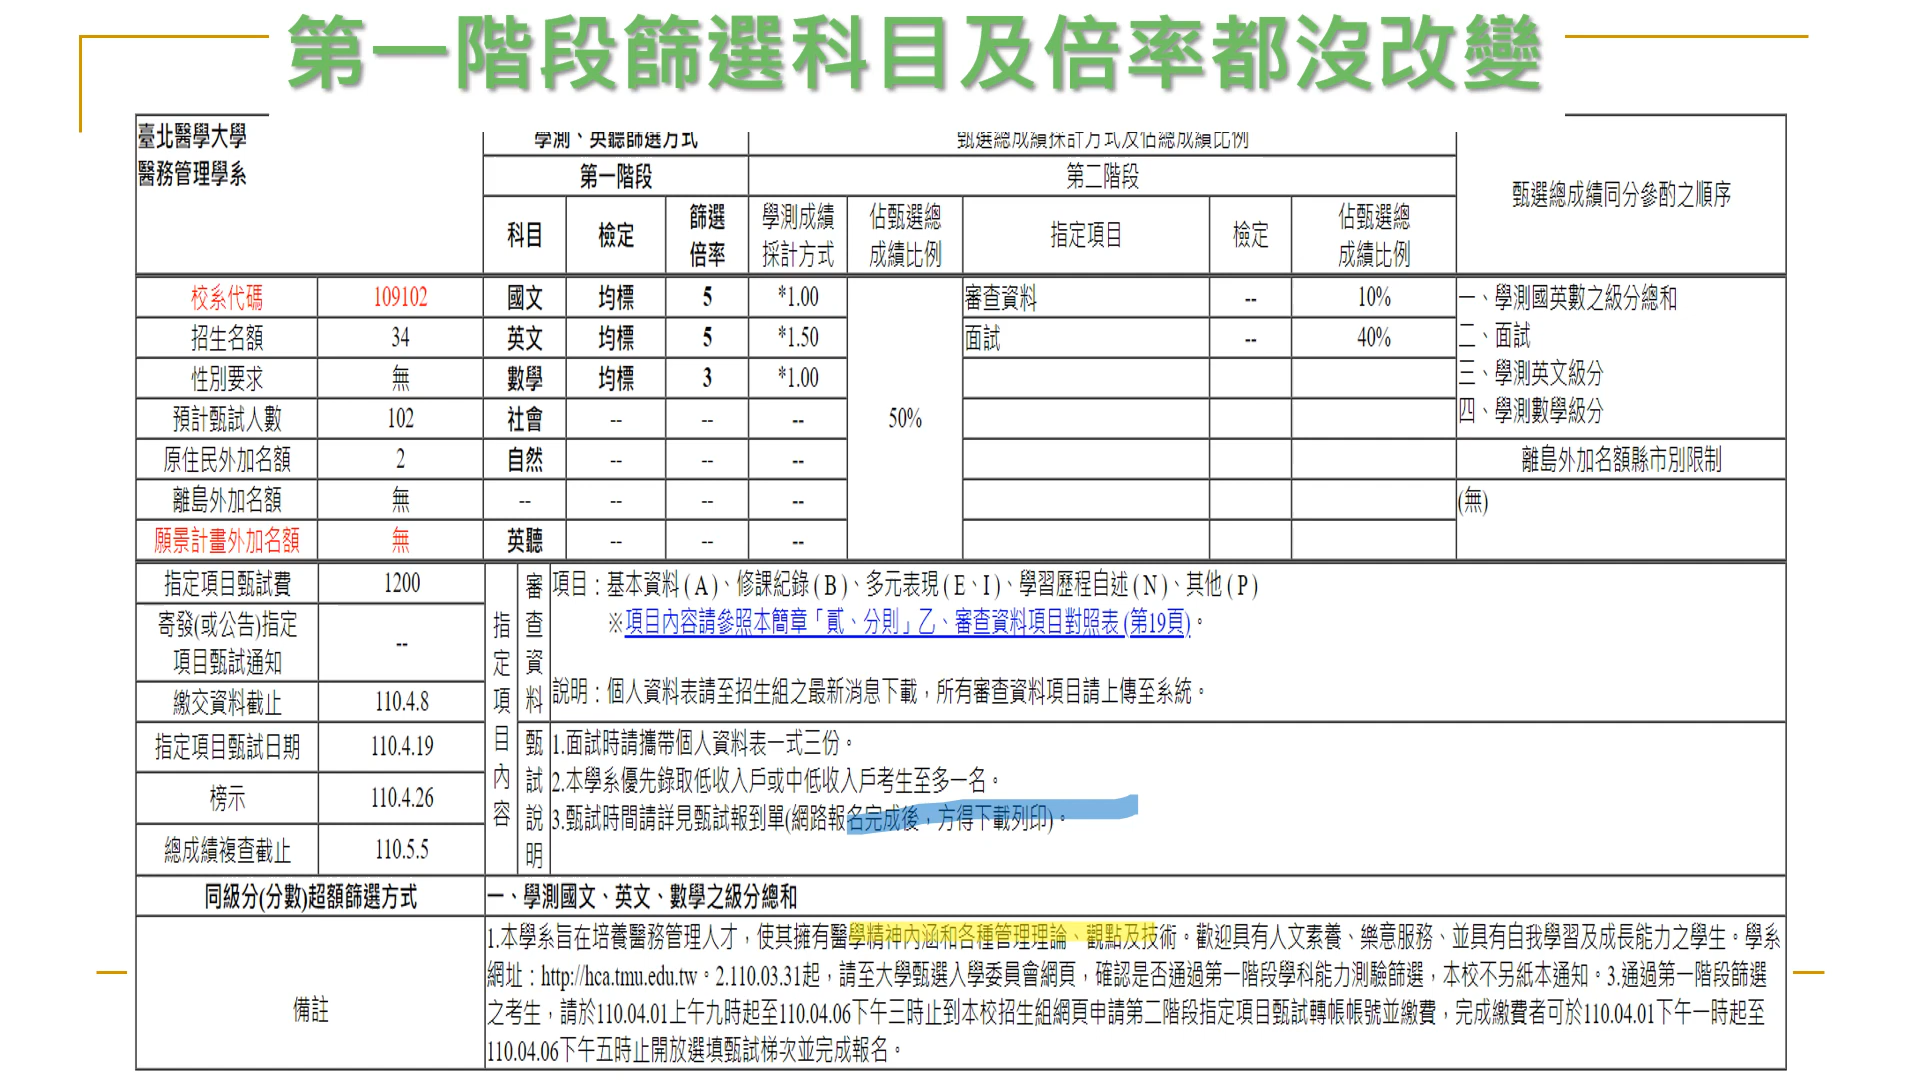 第一階段篩選科目及倍率都沒改變
臺北醫學大學
醫務管理學系
學測、英聽篩選方式
甄選總成績採計方式及佔總成績比例
甄選總成績同分參酌之順序
第一階段
第二階段
科目
檢定
篩選
倍率
學測成績
採計方式
佔甄選總
成績比例
指定項目
檢定
佔甄選總
成績比例
校系代碼 109102 國文 均標 5 *1.00 50% 審查資料 -- 10%
招生名額 34 英文 均標 5 *1.50 面試 -- 40%
性別要求 無 數學 均標 3 *1.00
預計甄試人數 102 社會 -- -- --
原住民外加名額 2 自然 -- -- --
離島外加名額 無 -- -- -- --
願景計畫外加名額 無 英聽 -- -- --
一、學測國英數之級分總和
二、面試
三、學測英文級分
四、學測數學級分
離島外加名額縣市別限制
(無)
指定項目甄試費 1200
寄發(或公告)指定
項目甄試通知
--
繳交資料截止 110.4.8
指定項目甄試日期 110.4.19
榜示 110.4.26
總成績複查截止 110.5.5
指定項目內容
審查資料
項目：基本資料 ( A )、修課紀錄 ( B )、多元表現 ( E、I )、學習歷程自述 ( N )、其他 ( P )
※項目內容請參照本簡章「貳、分則」乙、審查資料項目對照表 (第19頁)。
說明：個人資料表請至招生組之最新消息下載，所有審查資料項目請上傳至系統。
甄試說明
1.面試時請攜帶個人資料表一式三份。
2.本學系優先錄取低收入戶或中低收入戶考生至多一名。
3.甄試時間請詳見甄試報到單(網路報名完成後，方得下載列印)。
同級分(分數)超額篩選方式 一、學測國文、英文、數學之級分總和
備註
1.本學系旨在培養醫務管理人才，使其擁有醫學精神內涵和各種管理理論、觀點及技術。歡迎具有人文素養、樂意服務、並具有自我學習及成長能力之學生。學系
網址：http://hca.tmu.edu.tw。2.110.03.31起，請至大學甄選入學委員會網頁，確認是否通過第一階段學科能力測驗篩選，本校不另紙本通知。3.通過第一階段篩選
之考生，請於110.04.01上午九時起至110.04.06下午三時止到本校招生組網頁申請第二階段指定項目甄試轉帳帳號並繳費，完成繳費者可於110.04.01下午一時起至
110.04.06下午五時止開放選填甄試梯次並完成報名。